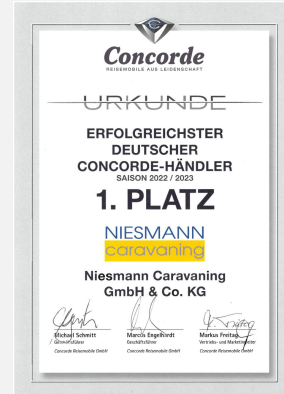 Concorde
REISEMOBILE AUS LEIDENSCHAFT
URKUNDE
ERFOLGREICHSTER
DEUTSCHER
CONCORDE-HÄNDLER
SAISON 2022 / 2023
1. PLATZ
NIESMANN
caravaning
Niesmann Caravaning
GmbH & Co. KG
Michael Schmitt Marcus Engelhardt Markus Freitag
Geschäftsführer Geschäftsführer Vertriebs- und Marketingleiter
Concorde Reisemobile GmbH Concorde Reisemobile GmbH Concorde Reisemobile GmbH